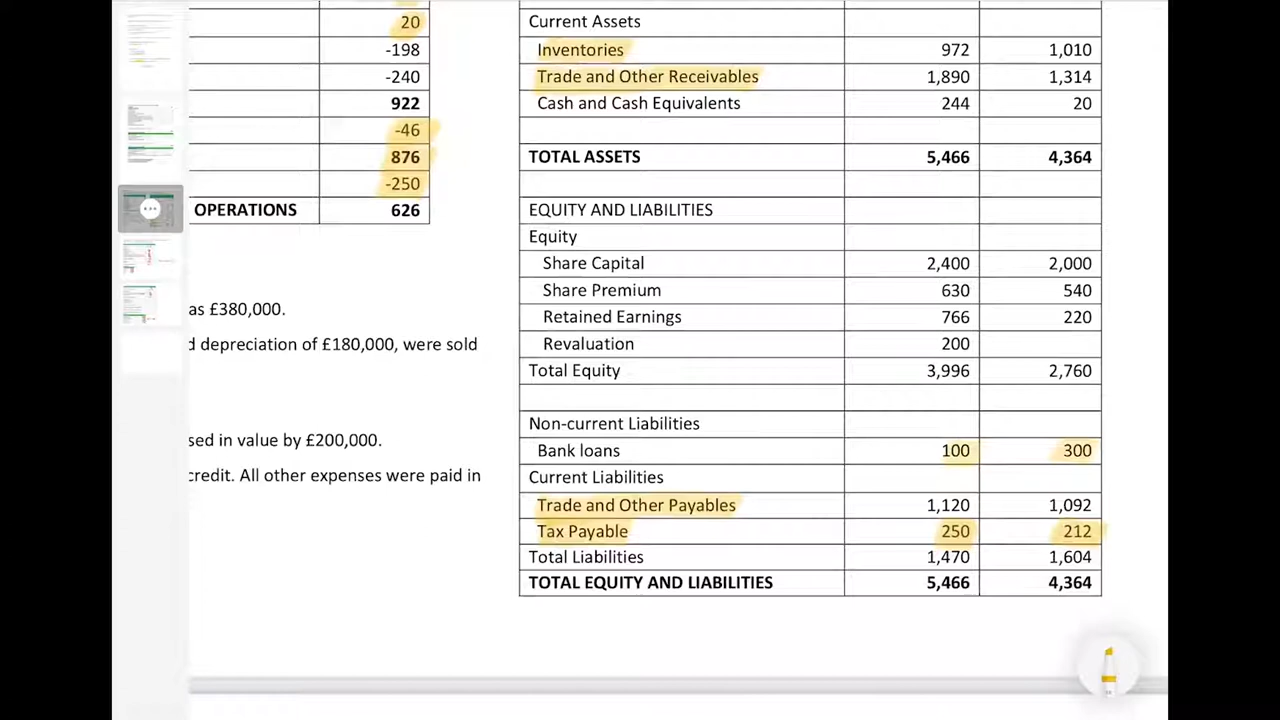 20
-198
-240
922
-46
876
-250
OPERATIONS 626
as £380,000.
d depreciation of £180,000, were sold
sed in value by £200,000.
credit. All other expenses were paid in
Current Assets
Inventories 972 1,010
Trade and Other Receivables 1,890 1,314
Cash and Cash Equivalents 244 20
TOTAL ASSETS 5,466 4,364
EQUITY AND LIABILITIES
Equity
Share Capital 2,400 2,000
Share Premium 630 540
Retained Earnings 766 220
Revaluation 200
Total Equity 3,996 2,760
Non-current Liabilities
Bank loans 100 300
Current Liabilities
Trade and Other Payables 1,120 1,092
Tax Payable 250 212
Total Liabilities 1,470 1,604
TOTAL EQUITY AND LIABILITIES 5,466 4,364